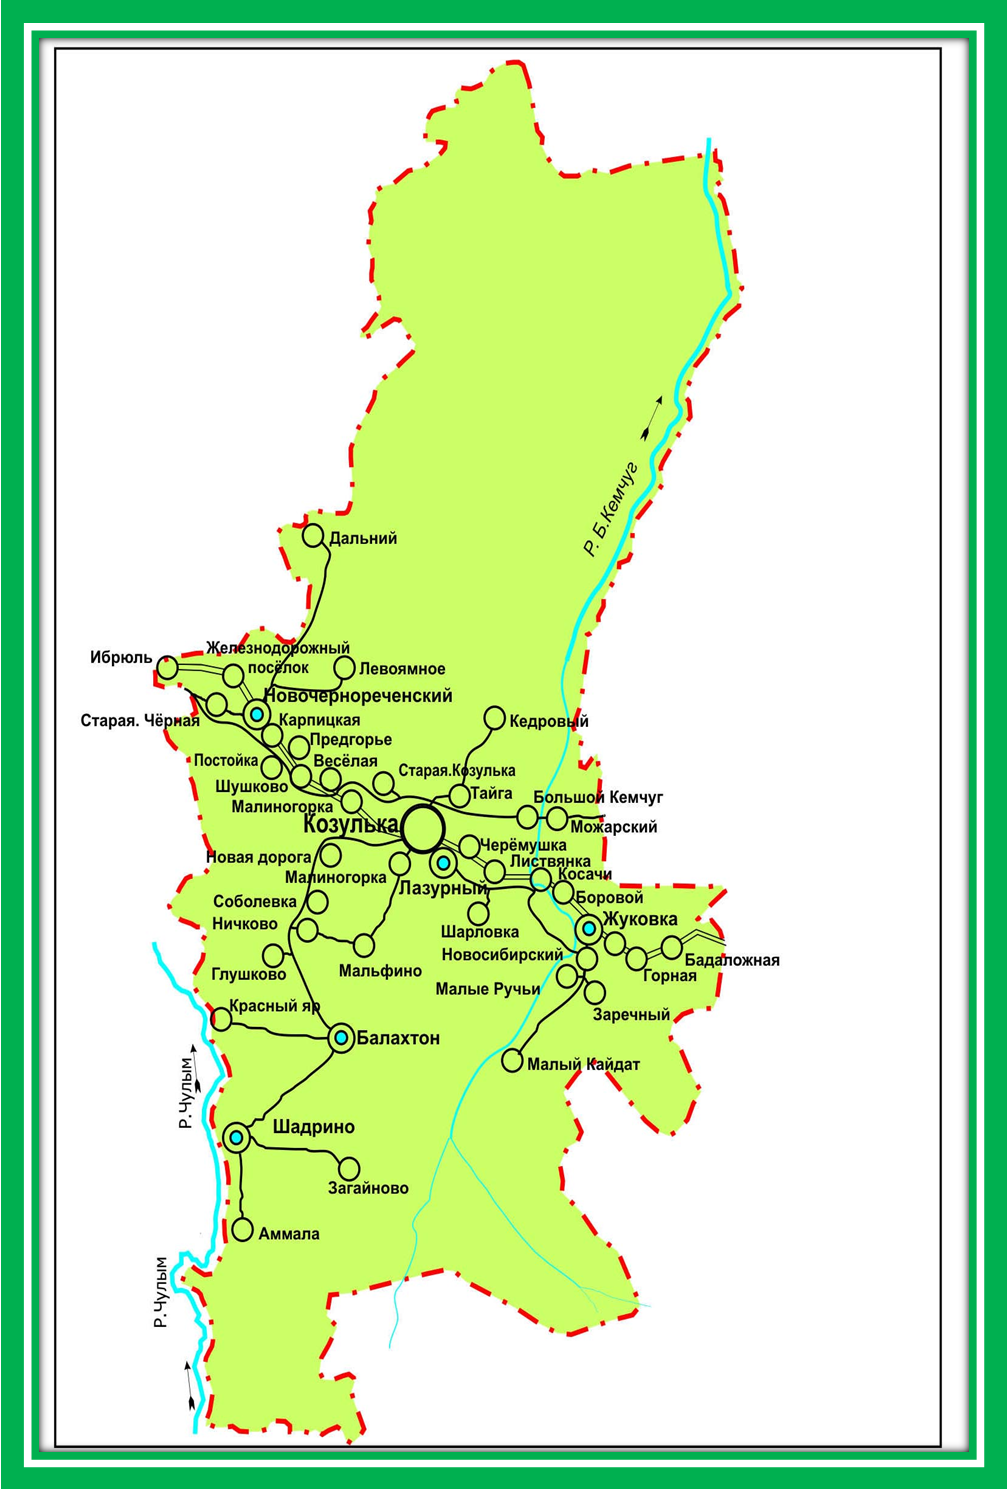 Р. Б.Кемчуг
Дальний
Железнодорожный
посёлок
Ибрюль
Левоямное
Новочернореченский
Старая. Чёрная
Карпицкая
Кедровый
Предгорье
Постойка
Весёлая
Старая.Козулька
Шушково
Тайга
Большой Кемчуг
Малиногорка
Козулька
Можарский
Черёмушка
Новая дорога
Листвянка
Малиногорка
Косачи
Лазурный
Соболевка
Боровой
Ничково
Жуковка
Шарловка
Новосибирский
Бадаложная
Глушково
Мальфино
Горная
Малые Ручьи
Красный яр
Заречный
Балахтон
Малый Кайдат
Р.Чулым
Шадрино
Загайново
Аммала
Р.Чулым